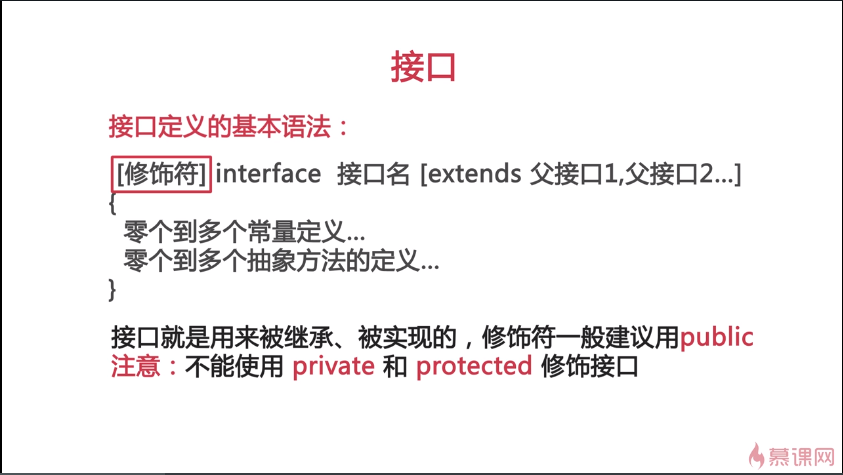 接口
接口定义的基本语法：
[修饰符] interface 接口名 [extends 父接口1,父接口2...]
{
零个到多个常量定义...
零个到多个抽象方法的定义...
}
接口就是用来被继承、被实现的，修饰符一般建议用public
注意：不能使用 private 和 protected 修饰接口
慕课网